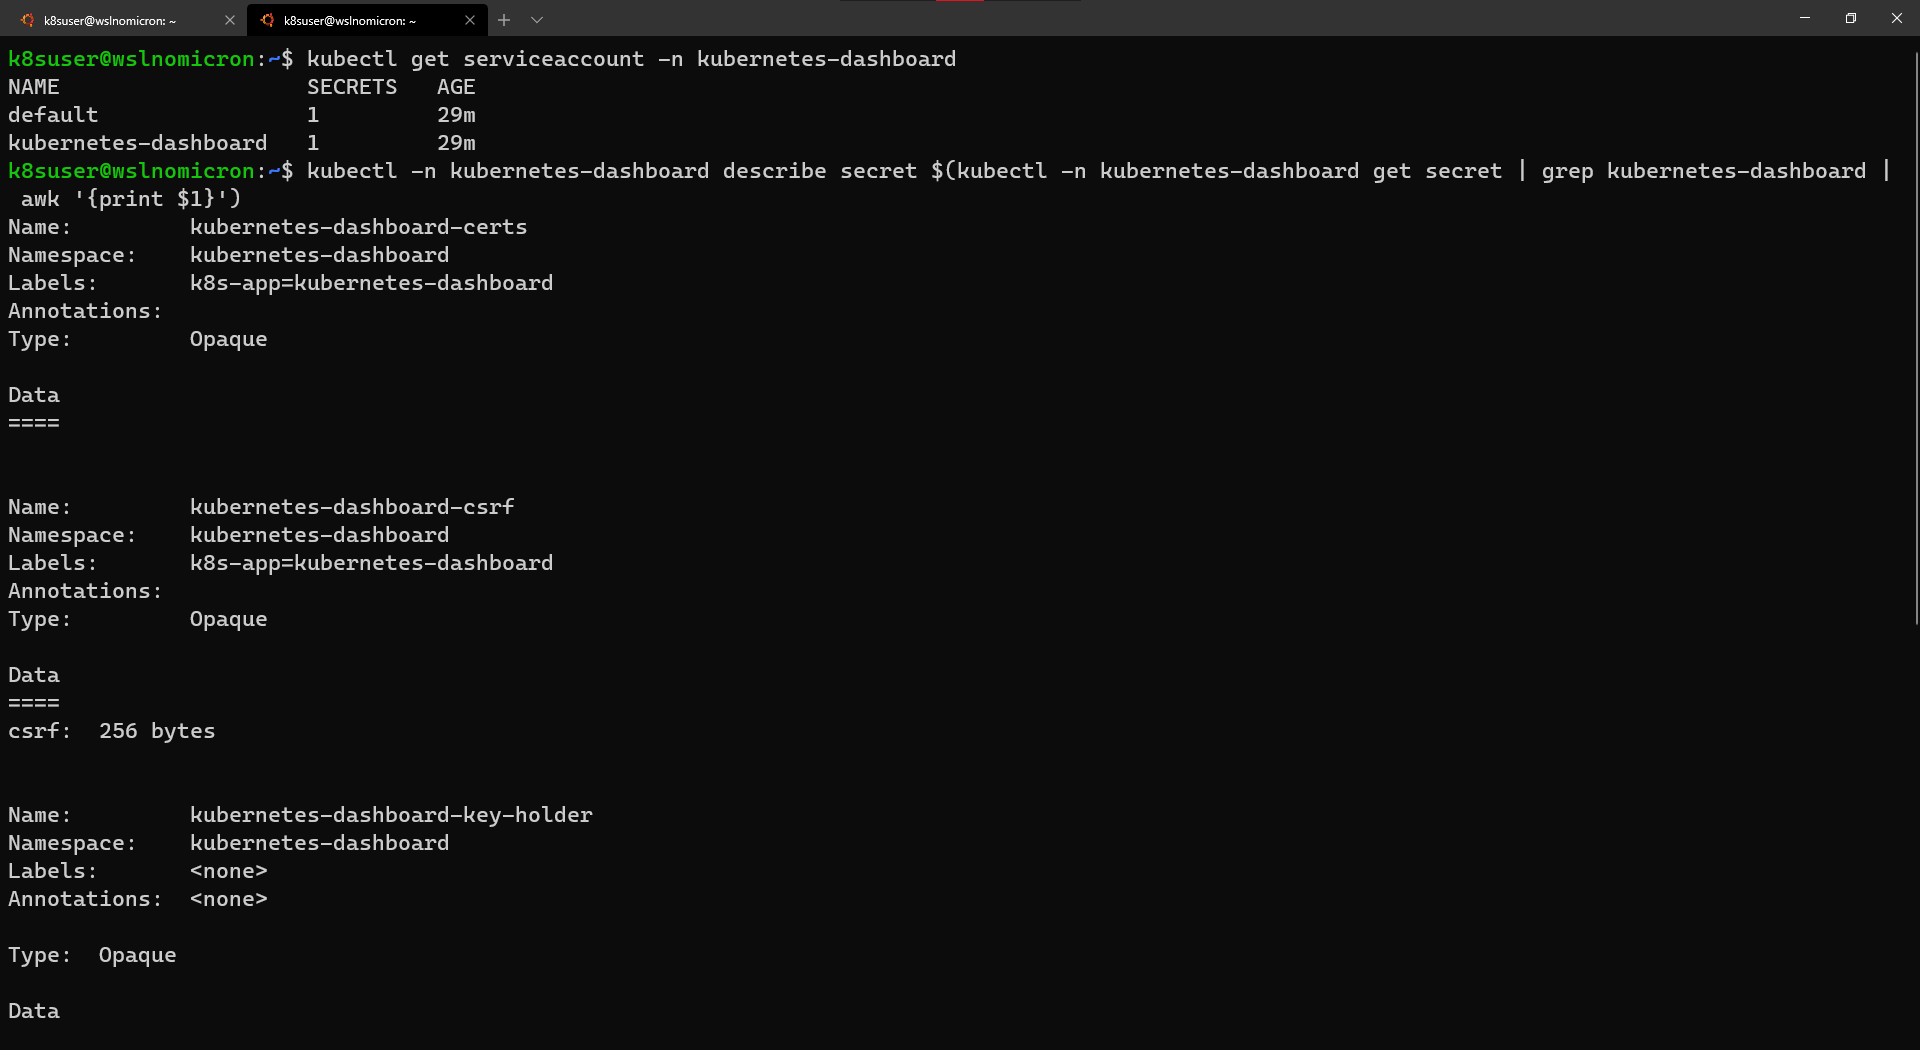 k8suser@wslnomicron: ~
k8suser@wslnomicron: ~
k8suser@wslnomicron:~$ kubectl get serviceaccount -n kubernetes-dashboard
NAME                   SECRETS   AGE
default                1         29m
kubernetes-dashboard   1         29m
k8suser@wslnomicron:~$ kubectl -n kubernetes-dashboard describe secret $(kubectl -n kubernetes-dashboard get secret | grep kubernetes-dashboard |
 awk '{print $1}')
Name:         kubernetes-dashboard-certs
Namespace:    kubernetes-dashboard
Labels:       k8s-app=kubernetes-dashboard
Annotations:
Type:         Opaque
Data
====
Name:         kubernetes-dashboard-csrf
Namespace:    kubernetes-dashboard
Labels:       k8s-app=kubernetes-dashboard
Annotations:
Type:         Opaque
Data
====
csrf:  256 bytes
Name:         kubernetes-dashboard-key-holder
Namespace:    kubernetes-dashboard
Labels:       <none>
Annotations:  <none>
Type:  Opaque
Data